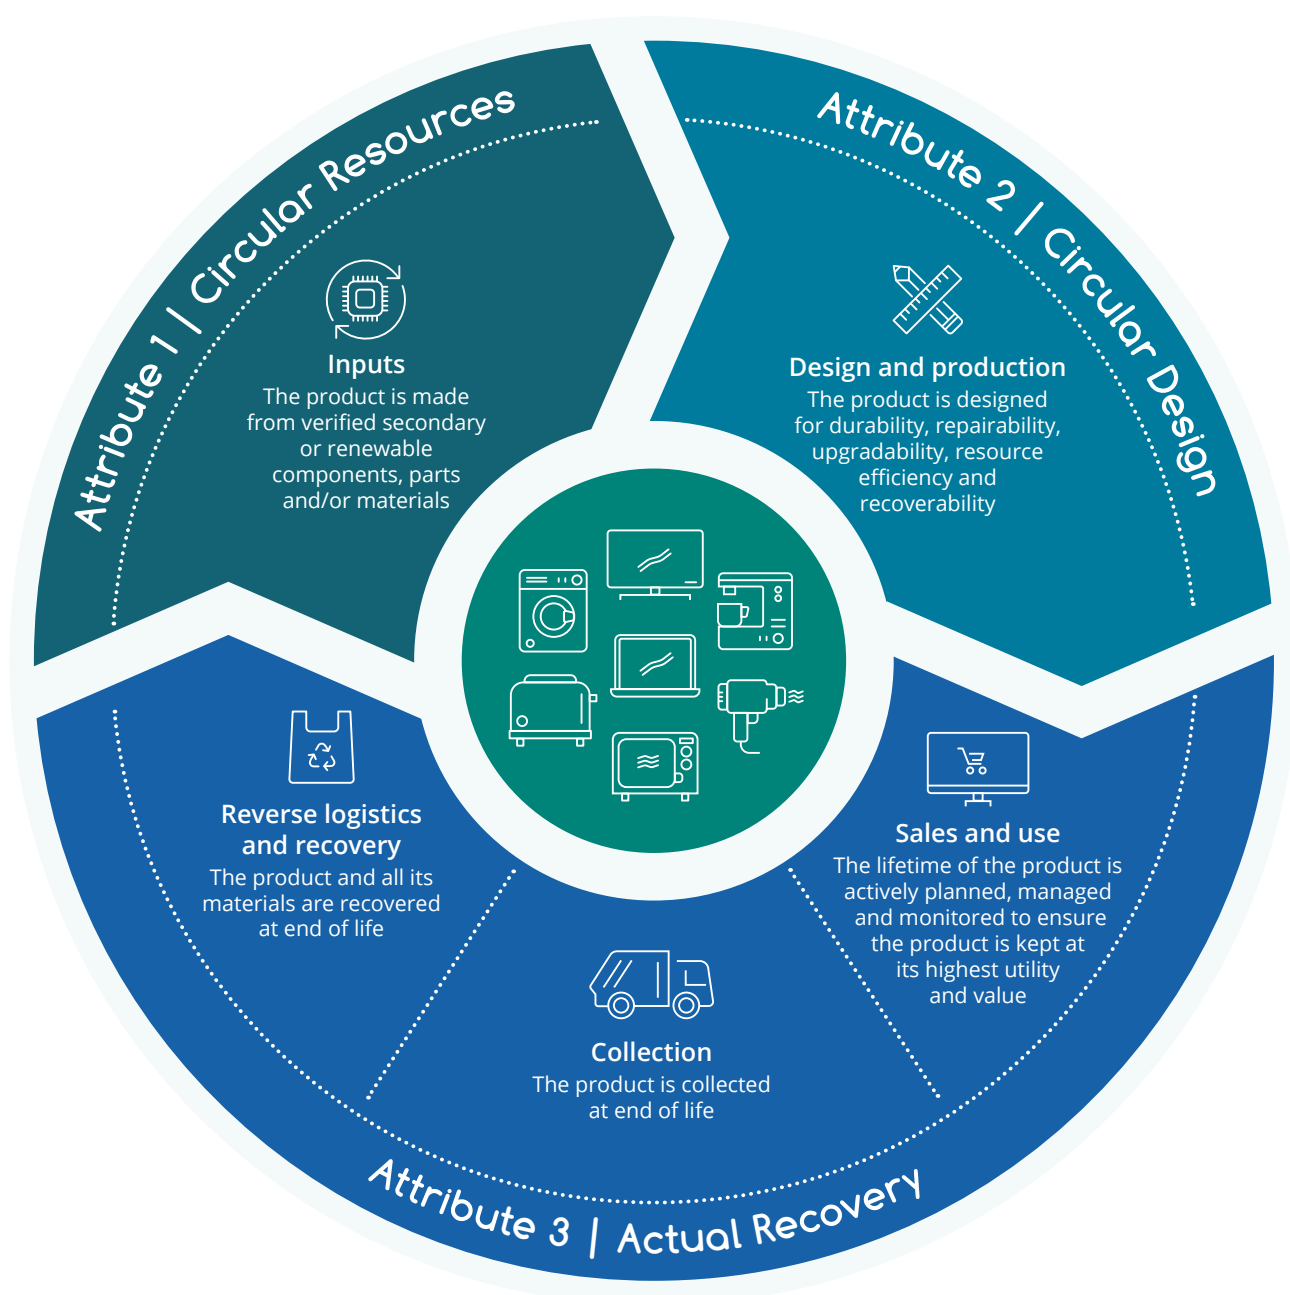 Attribute 1 | Circular Resources
Inputs
The product is made
from verified secondary
or renewable
components, parts
and/or materials
Attribute 2 | Circular Design
Design and production
The product is designed
for durability, repairability,
upgradability, resource
efficiency and
recoverability
Sales and use
The lifetime of the product is
actively planned, managed
and monitored to ensure
the product is kept at
its highest utility
and value
Collection
The product is collected
at end of life
Reverse logistics
and recovery
The product and all its
materials are recovered
at end of life
Attribute 3 | Actual Recovery